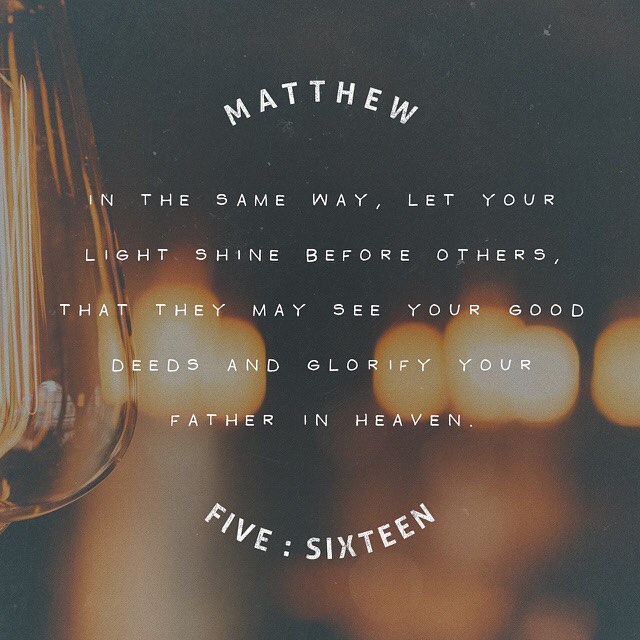 MATTHEW
IN THE SAME WAY, LET YOUR
LIGHT SHINE BEFORE OTHERS,
THAT THEY MAY SEE YOUR GOOD
DEEDS AND GLORIFY YOUR
FATHER IN HEAVEN.
FIVE : SIXTEEN